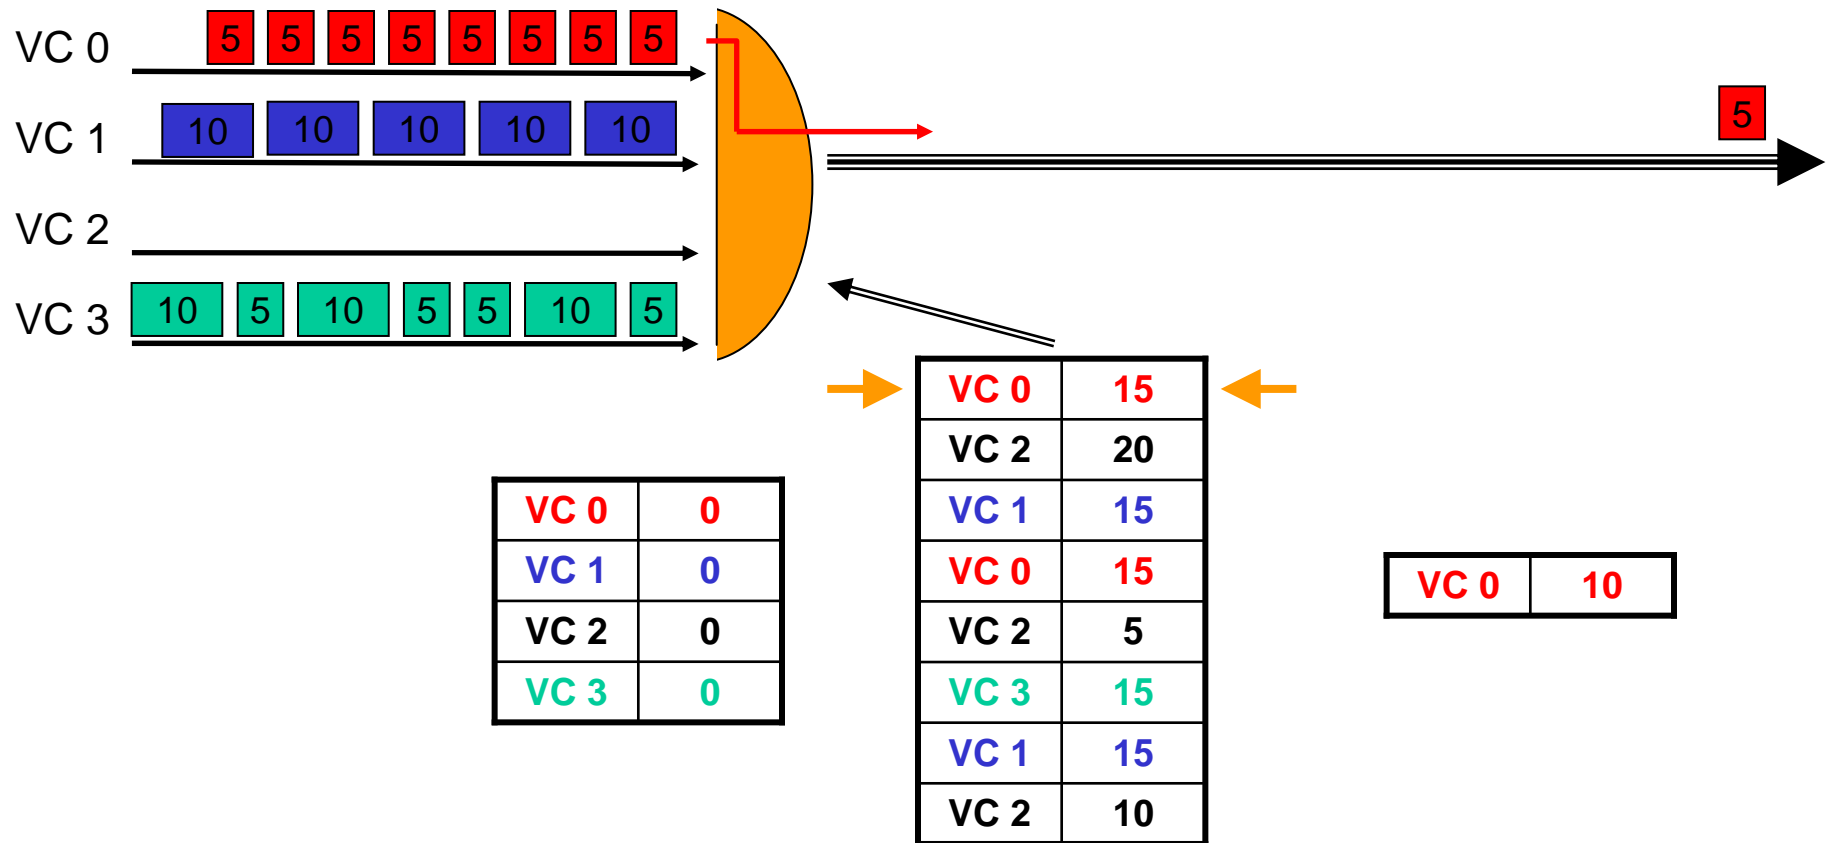 VC 0 5 5 5 5 5 5 5 5
VC 1 10 10 10 10 10
5
VC 2
VC 3 10 5 10 5 5 10 5
VC 0 15
VC 2 20
VC 1 15
VC 0 15
VC 2 5
VC 3 15
VC 1 15
VC 2 10
VC 0 0
VC 1 0
VC 2 0
VC 3 0
VC 0 10